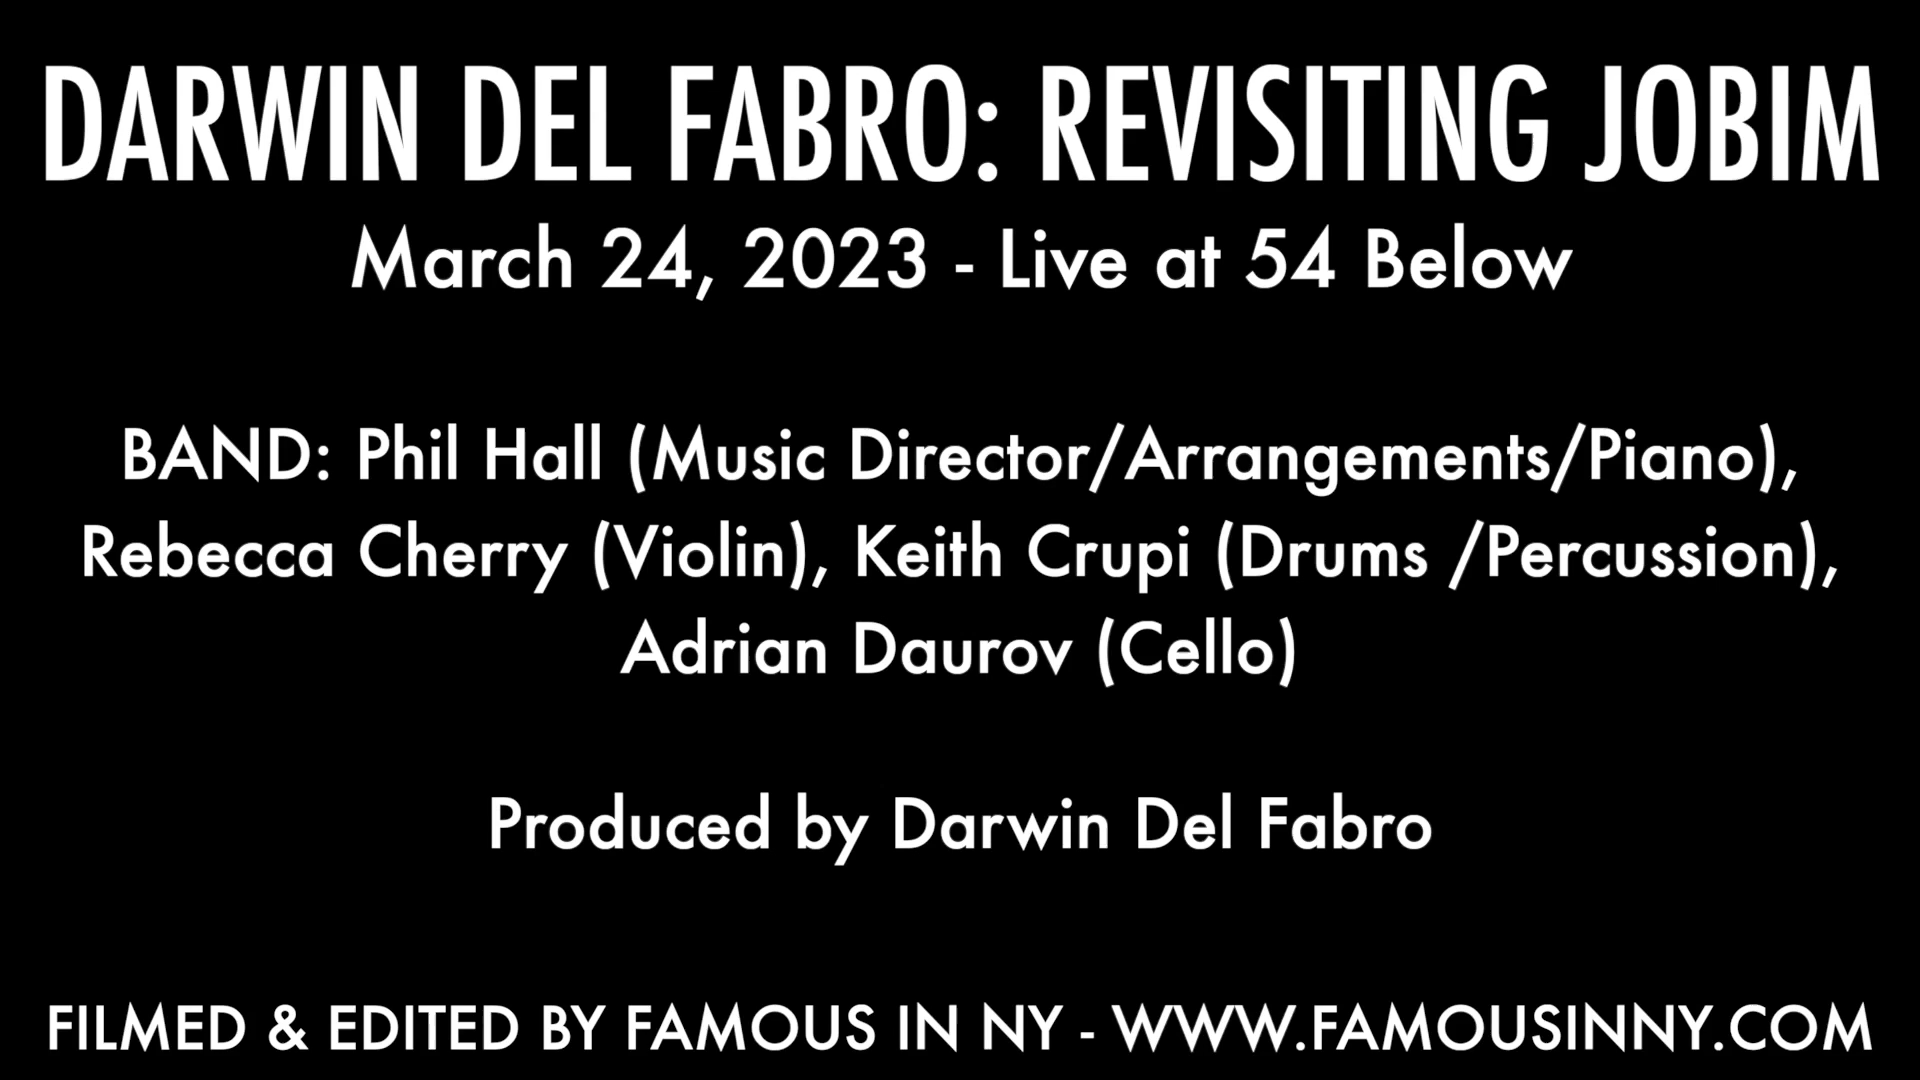 DARWIN DEL FABRO: REVISITING JOBIM
March 24, 2023 - Live at 54 Below
BAND: Phil Hall (Music Director/Arrangements/Piano),
Rebecca Cherry (Violin), Keith Crupi (Drums /Percussion),
Adrian Daurov (Cello)
Produced by Darwin Del Fabro
FILMED & EDITED BY FAMOUS IN NY - WWW.FAMOUSINNY.COM